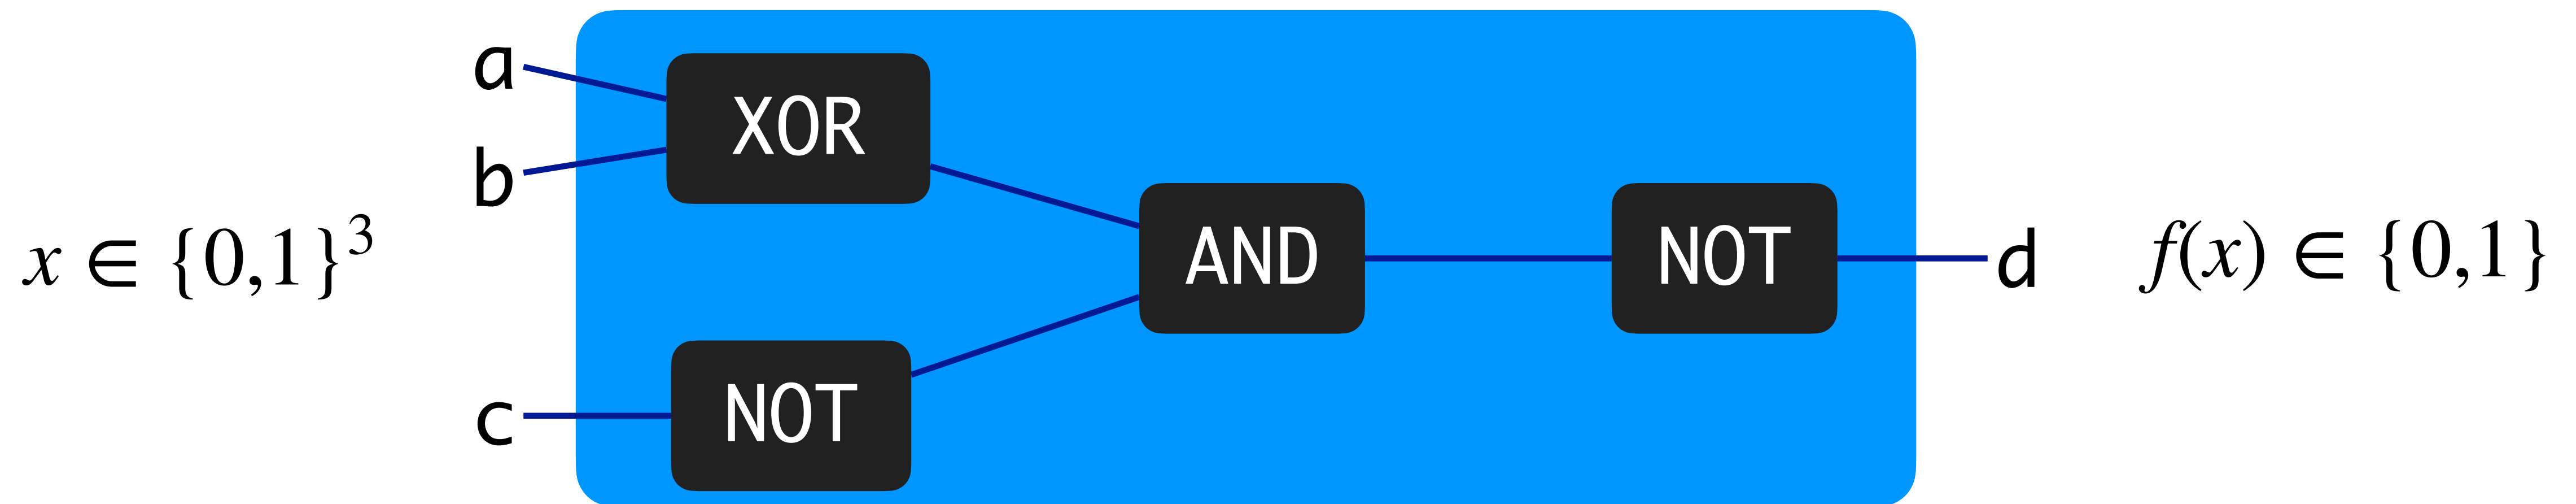 a
XOR
b
x ∈ {0,1}³
AND
NOT
d
f(x) ∈ {0,1}
c
NOT